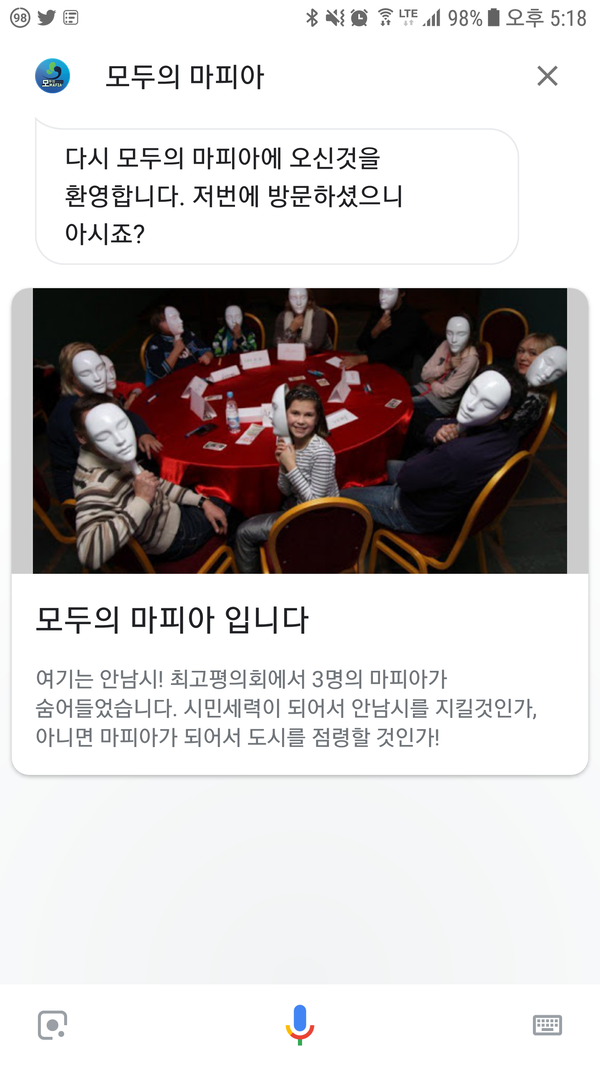 98 LTE 98% 오후 5:18
모두의 마피아
다시 모두의 마피아에 오신것을
환영합니다. 저번에 방문하셨으니
아시죠?
모두의 마피아 입니다
여기는 안남시! 최고평의회에서 3명의 마피아가
숨어들었습니다. 시민세력이 되어서 안남시를 지킬것인가,
아니면 마피아가 되어서 도시를 점령할 것인가!